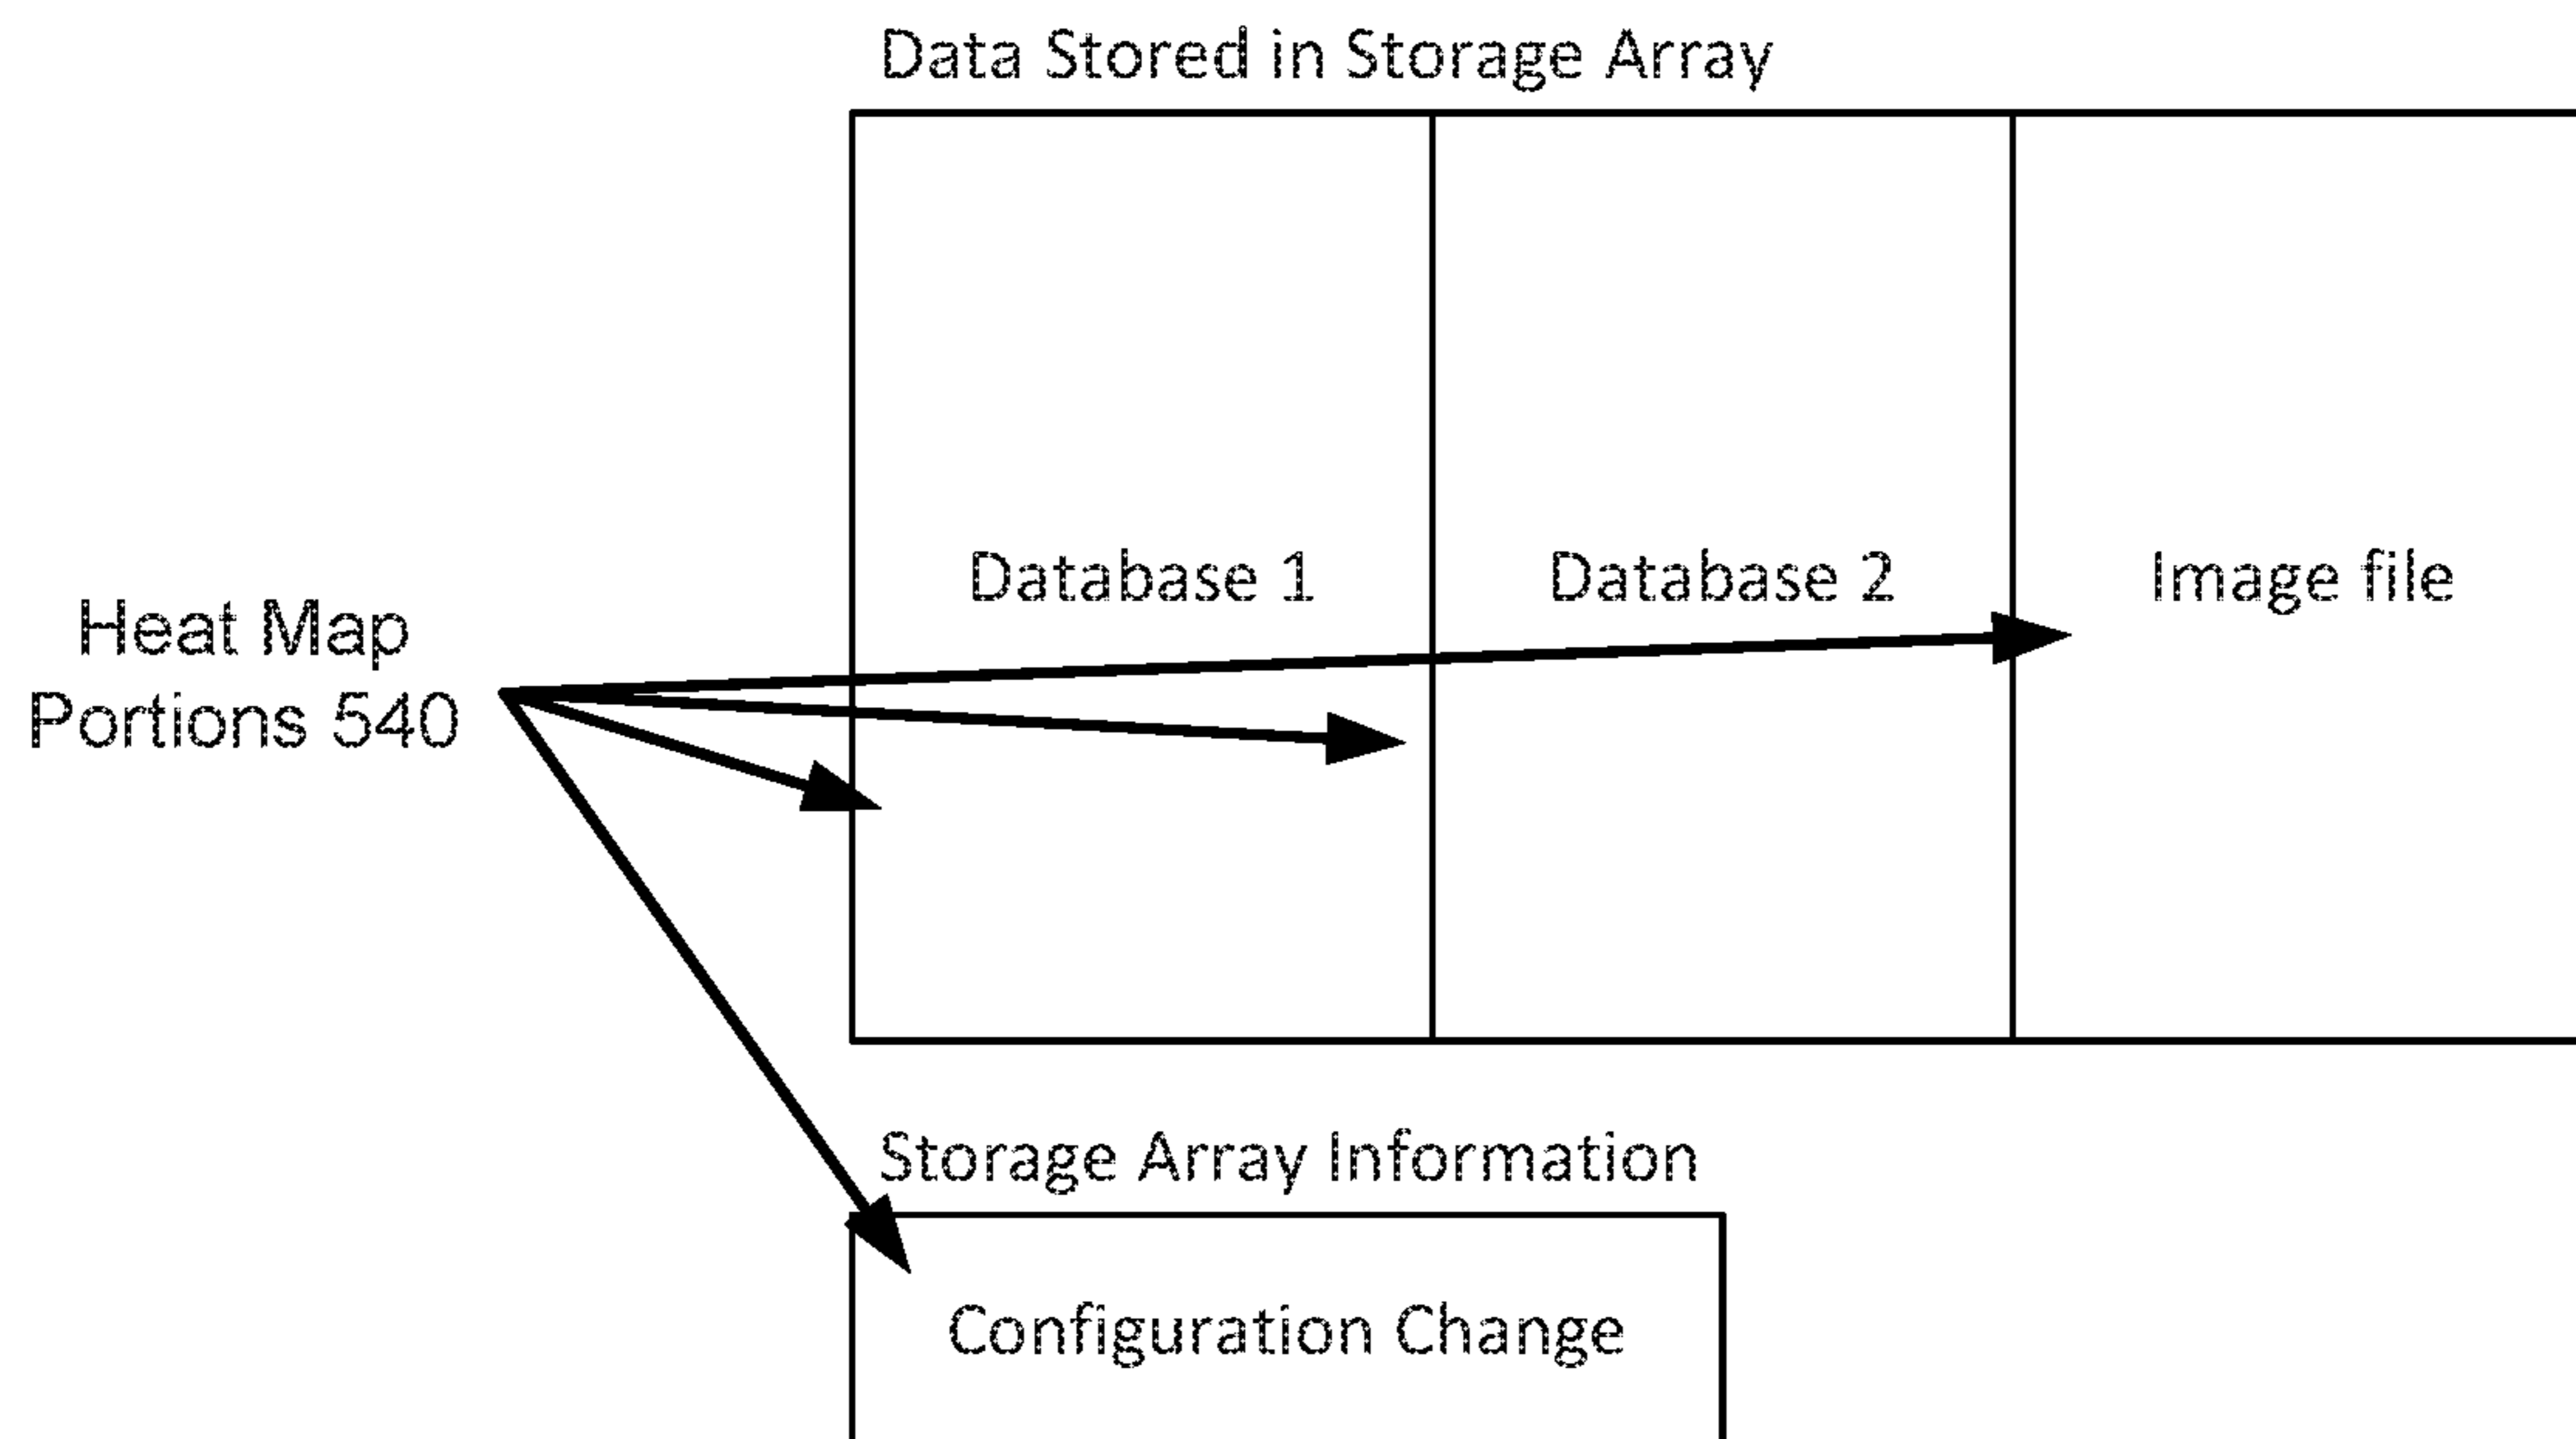 Data Stored in Storage Array
Database 1
Database 2
Image file
Heat Map
Portions 540
Storage Array Information
Configuration Change